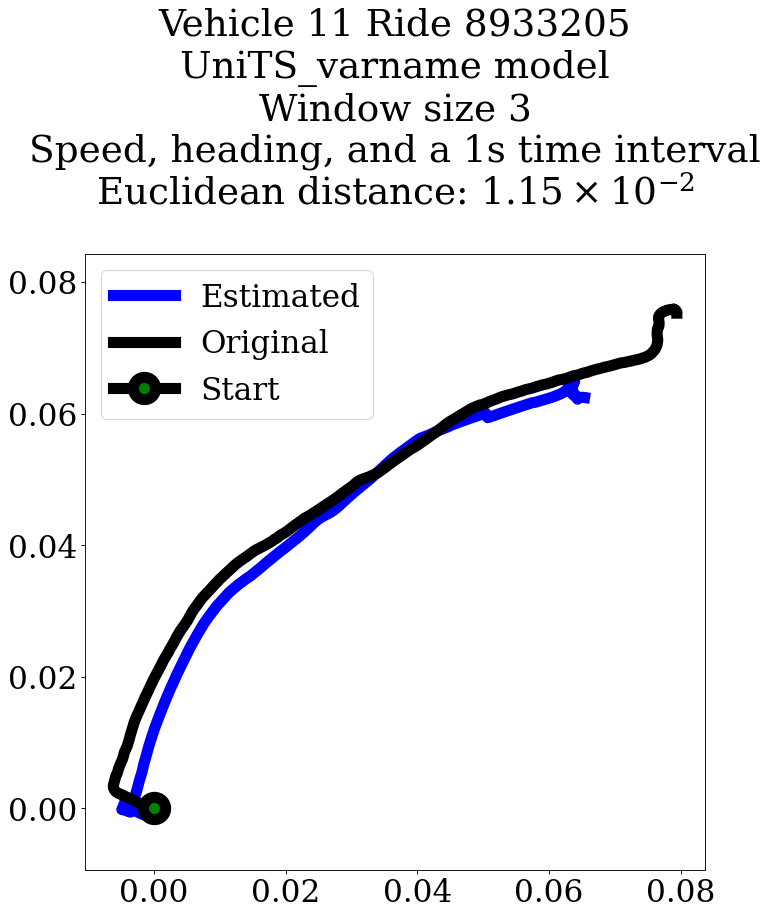 Vehicle 11 Ride 8933205
UniTS_varname model
Window size 3
Speed, heading, and a 1s time interval
Euclidean distance: 1.15 × 10⁻²
Estimated
Original
Start
0.08
0.06
0.04
0.02
0.00
0.00 0.02 0.04 0.06 0.08